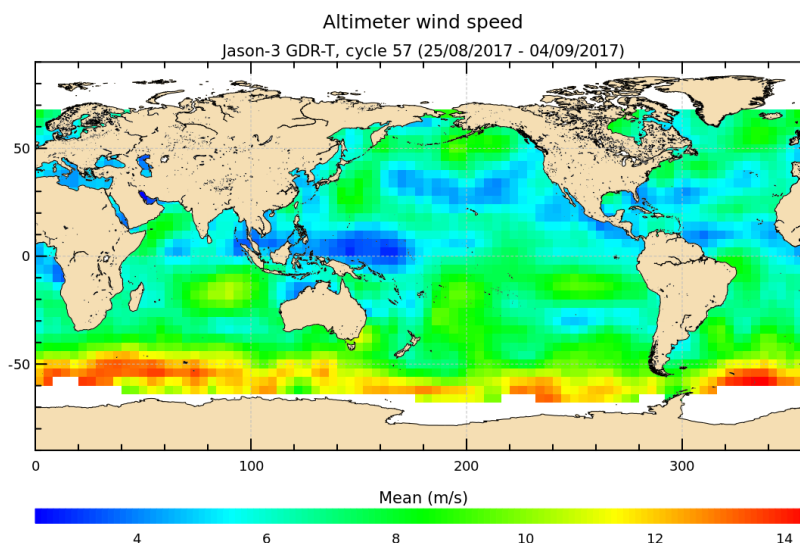 Altimeter wind speed
Jason-3 GDR-T, cycle 57 (25/08/2017 - 04/09/2017)
50
0
-50
0 100 200 300
Mean (m/s)
4 6 8 10 12 14